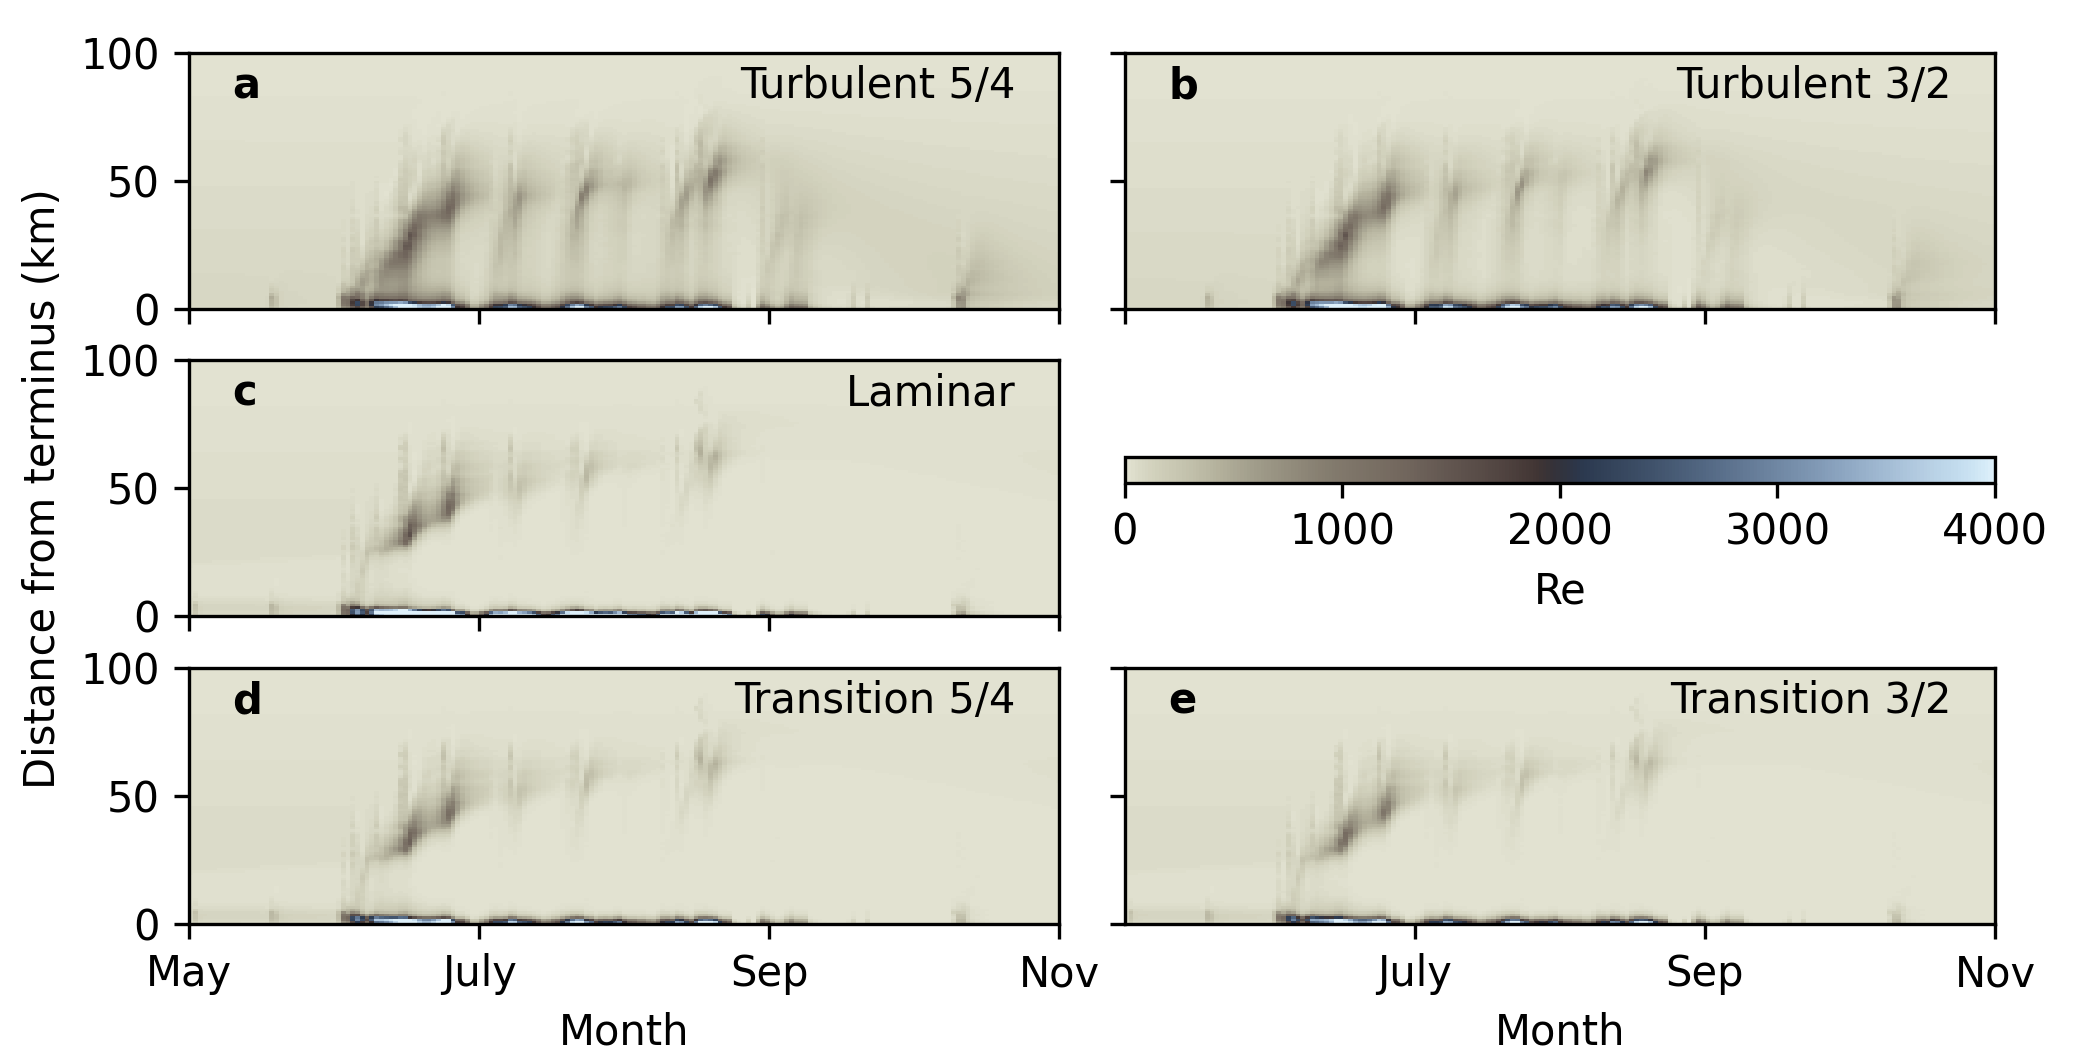 Distance from terminus (km)
100
50
0
a
Turbulent 5/4
b
Turbulent 3/2
100
50
0
c
Laminar
0
1000
2000
3000
4000
Re
100
50
0
d
Transition 5/4
e
Transition 3/2
May
July
Sep
Nov
July
Sep
Nov
Month
Month